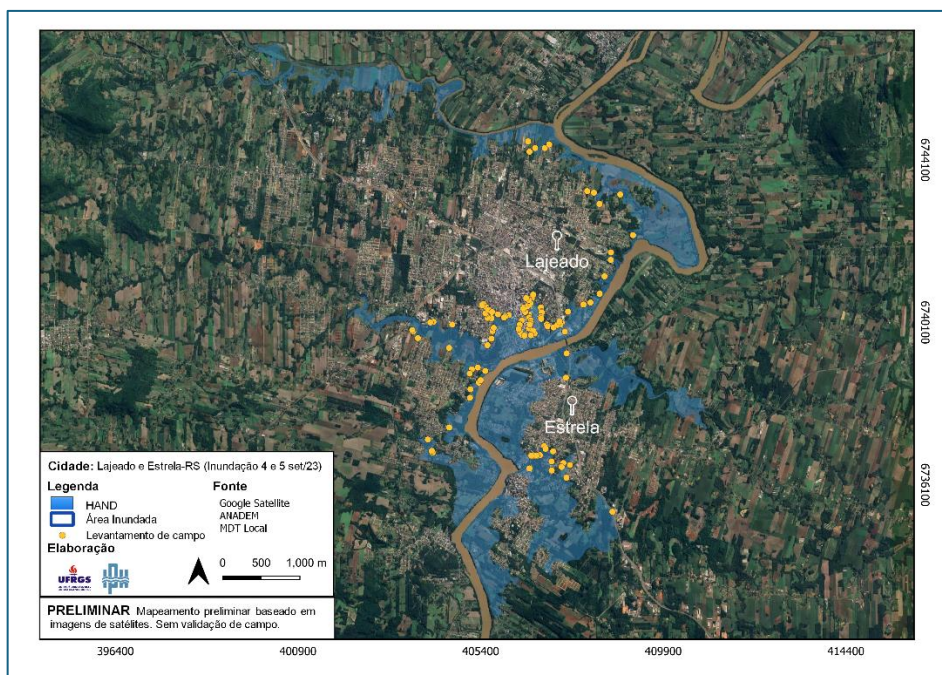 Lajeado
Estrela
6744100
6740100
6736100
Cidade: Lajeado e Estrela-RS (Inundação 4 e 5 set/23)
Legenda
HAND
Área Inundada
Levantamento de campo
Fonte
Google Satellite
ANADEM
MDT Local
Elaboração
UFRGS
0 500 1,000 m
PRELIMINAR Mapeamento preliminar baseado em
imagens de satélites. Sem validação de campo.
396400 400900 405400 409900 414400